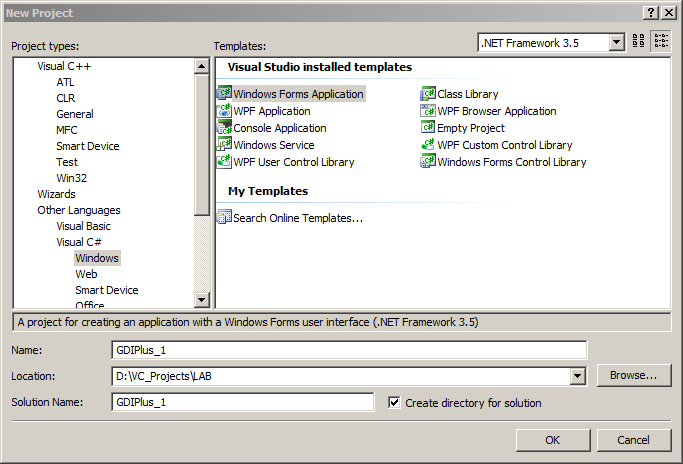 New Project
Project types:
Templates:
.NET Framework 3.5
Visual C++
ATL
CLR
General
MFC
Smart Device
Test
Win32
Wizards
Other Languages
Visual Basic
Visual C#
Windows
Web
Smart Device
Office
Visual Studio installed templates
Windows Forms Application
Class Library
WPF Application
WPF Browser Application
Console Application
Empty Project
Windows Service
WPF Custom Control Library
WPF User Control Library
Windows Forms Control Library
My Templates
Search Online Templates...
A project for creating an application with a Windows Forms user interface (.NET Framework 3.5)
Name:
GDIPlus_1
Location:
D:\VC_Projects\LAB
Browse...
Solution Name:
GDIPlus_1
Create directory for solution
OK
Cancel